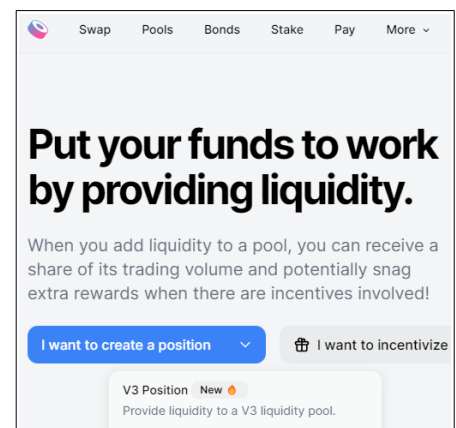 Swap Pools Bonds Stake Pay More
Put your funds to work
by providing liquidity.
When you add liquidity to a pool, you can receive a
share of its trading volume and potentially snag
extra rewards when there are incentives involved!
I want to create a position I want to incentivize
V3 Position New 🔥
Provide liquidity to a V3 liquidity pool.